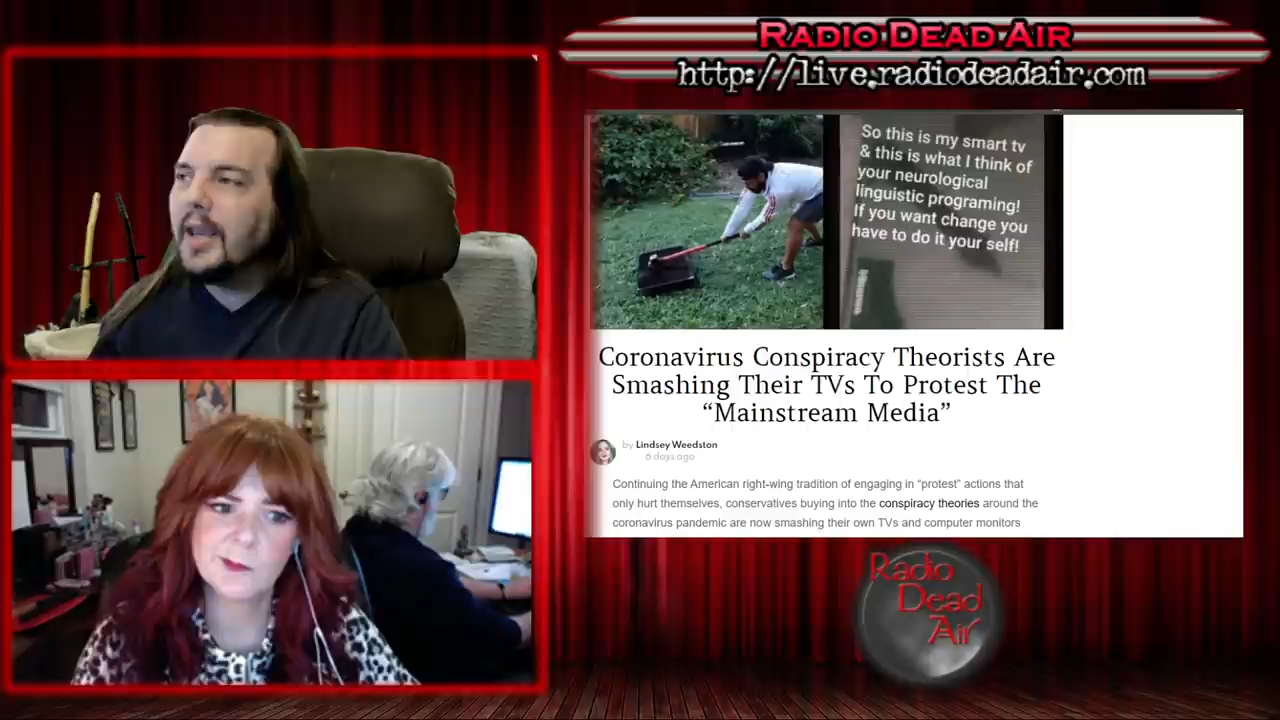 RADIO DEAD AIR
http://live.radiodeadair.com
So this is my smart tv
& this is what I think of
your neurological
linguistic programing!
If you want change you
have to do it your self!
Coronavirus Conspiracy Theorists Are
Smashing Their TVs To Protest The
“Mainstream Media”
by Lindsey Weedston
6 days ago
Continuing the American right-wing tradition of engaging in “protest” actions that
only hurt themselves, conservatives buying into the conspiracy theories around the
coronavirus pandemic are now smashing their own TVs and computer monitors
Radio
Dead
Air